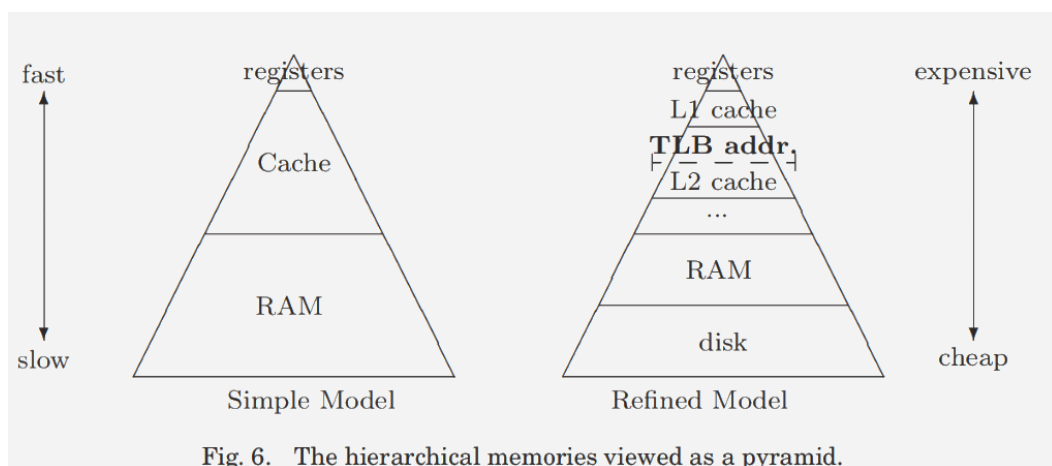 fast
registers
registers
expensive
L1 cache
Cache
TLB addr.
L2 cache
...
RAM
RAM
disk
slow
cheap
Simple Model
Refined Model
Fig. 6. The hierarchical memories viewed as a pyramid.